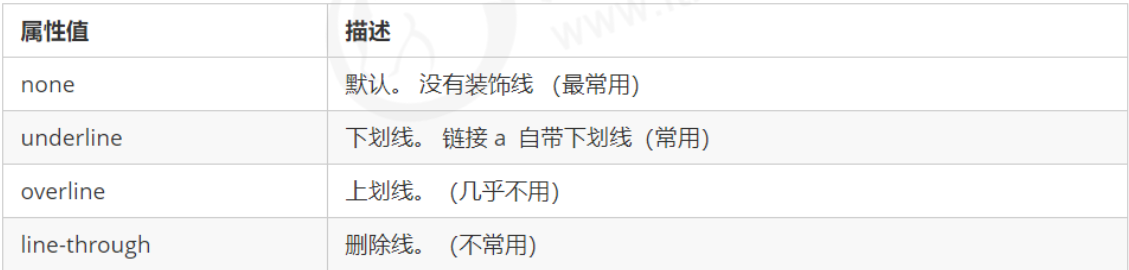 属性值 描述
none 默认。 没有装饰线 (最常用)
underline 下划线。 链接 a 自带下划线 (常用)
overline 上划线。 (几乎不用)
line-through 删除线。 (不常用)